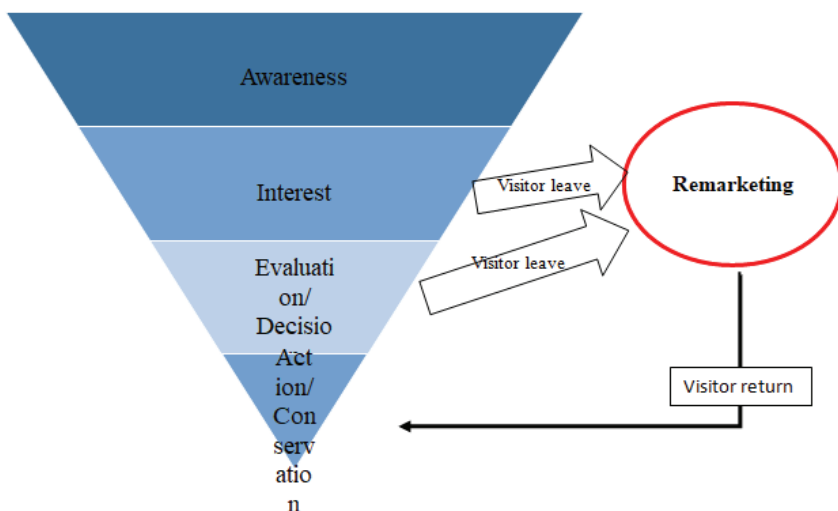 Awareness
Interest
Visitor leave
Remarketing
Evaluati
on/
Decisio
Visitor leave
Act
ion/
Con
serv
atio
n
Visitor return